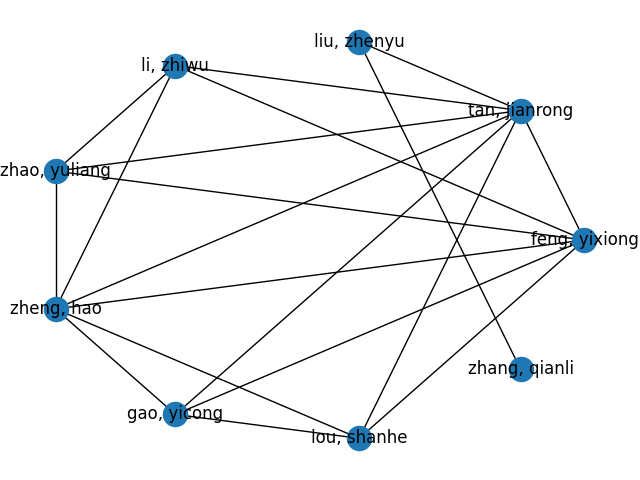 liu, zhenyu
li, zhiwu
tan, jianrong
zhao, yuliang
feng, yixiong
zheng, hao
zhang, qianli
gao, yicong
lou, shanhe